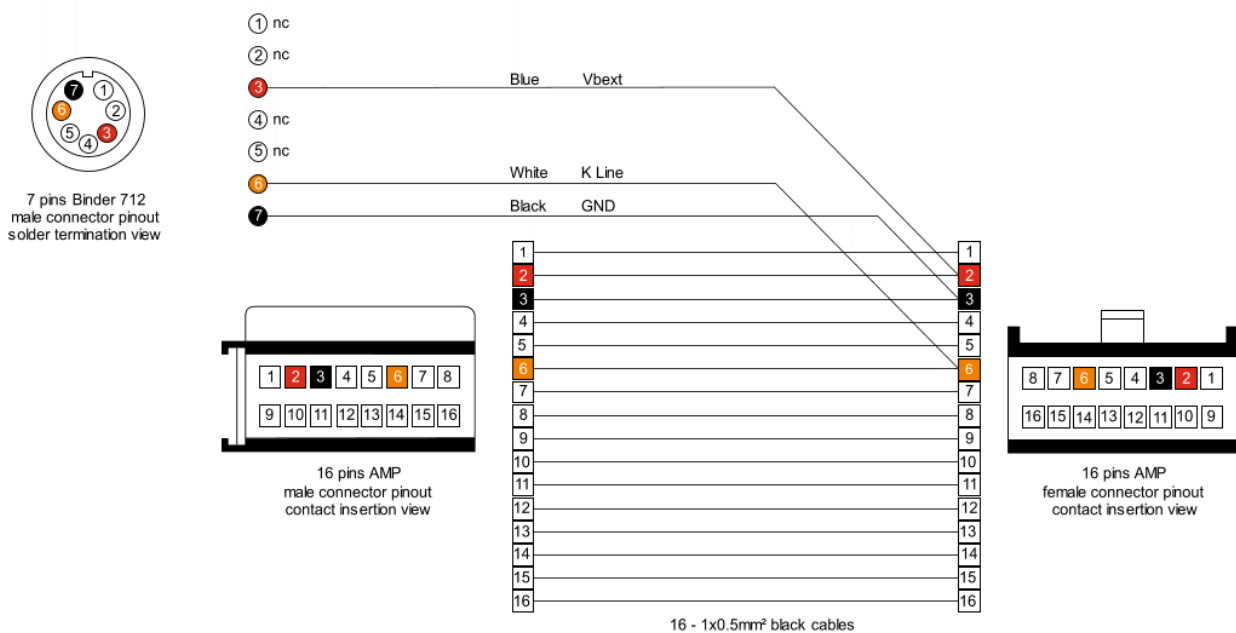 1 nc
2 nc
3 Blue Vbext
4 nc
5 nc
6 White K Line
7 Black GND
7 1
6 2
5 3
4
7 pins Binder 712
male connector pinout
solder termination view
1 1
2 2
3 3
4 4
5 5
6 6
7 7
8 8
9 9
10 10
11 11
12 12
13 13
14 14
15 15
16 16
16 - 1x0.5mm² black cables
1 2 3 4 5 6 7 8
9 10 11 12 13 14 15 16
16 pins AMP
male connector pinout
contact insertion view
8 7 6 5 4 3 2 1
16 15 14 13 12 11 10 9
16 pins AMP
female connector pinout
contact insertion view